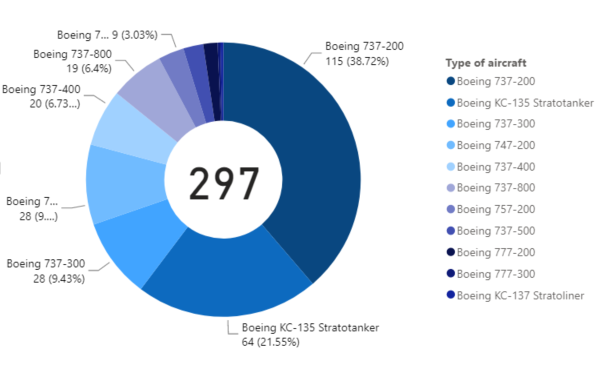 Boeing 7... 9 (3.03%)
Boeing 737-800
19 (6.4%)
Boeing 737-400
20 (6.73...)
Boeing 7...
28 (9....)
Boeing 737-300
28 (9.43%)
297
Boeing 737-200
115 (38.72%)
Boeing KC-135 Stratotanker
64 (21.55%)
Type of aircraft
Boeing 737-200
Boeing KC-135 Stratotanker
Boeing 737-300
Boeing 747-200
Boeing 737-400
Boeing 737-800
Boeing 757-200
Boeing 737-500
Boeing 777-200
Boeing 777-300
Boeing KC-137 Stratoliner